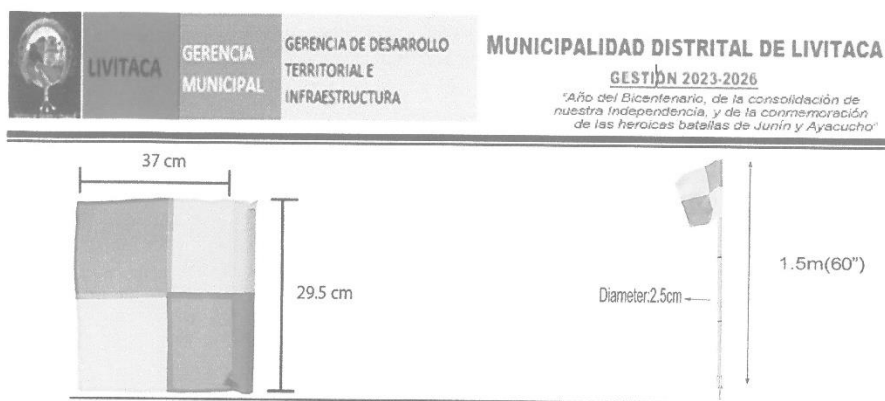 LIVITACA
GERENCIA
MUNICIPAL
GERENCIA DE DESARROLLO
TERRITORIAL E
INFRAESTRUCTURA
MUNICIPALIDAD DISTRITAL DE LIVITACA
GESTIÓN 2023-2026
"Año del Bicentenario, de la consolidación de
nuestra Independencia, y de la conmemoración
de las heroicas batallas de Junín y Ayacucho"
37 cm
29.5 cm
Diameter:2.5cm
1.5m(60")